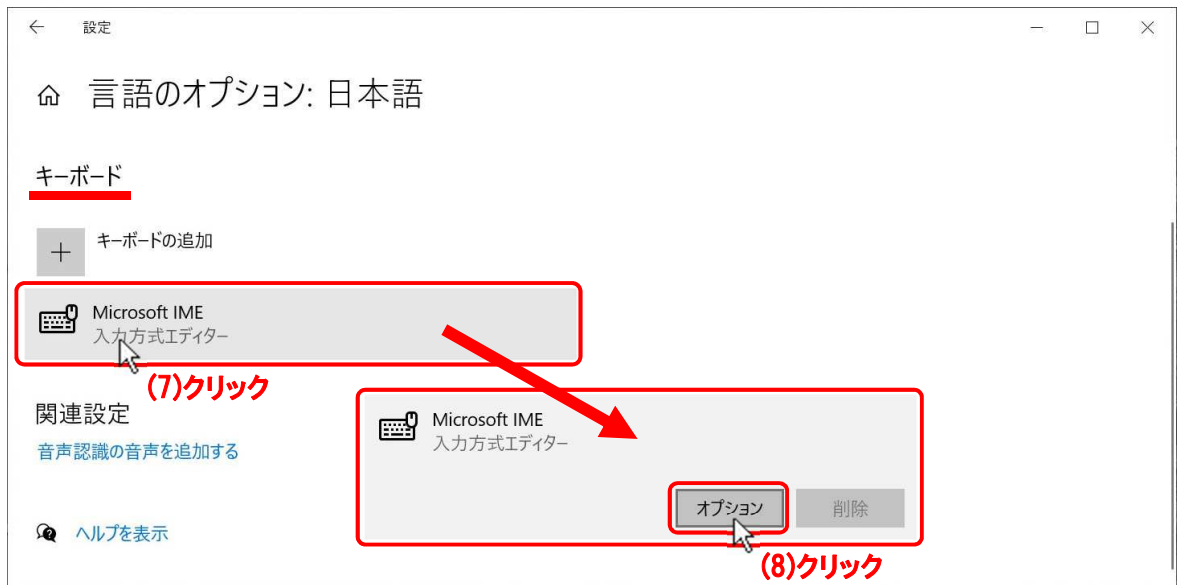 設定
言語のオプション: 日本語
キーボード
キーボードの追加
Microsoft IME
入力方式エディター
(7)クリック
関連設定
音声認識の音声を追加する
ヘルプを表示
Microsoft IME
入力方式エディター
オプション
削除
(8)クリック